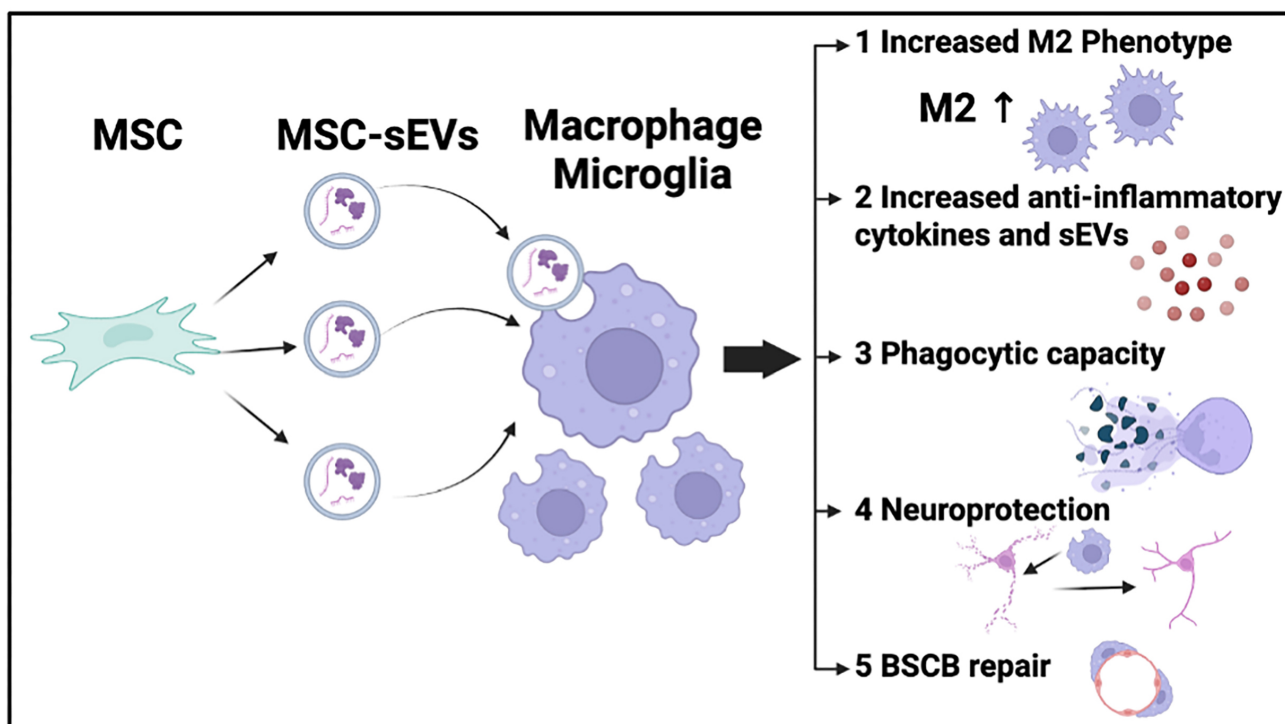 MSC
MSC-sEVs
Macrophage
Microglia
1 Increased M2 Phenotype
M2 ↑
2 Increased anti-inflammatory
cytokines and sEVs
3 Phagocytic capacity
4 Neuroprotection
5 BSCB repair